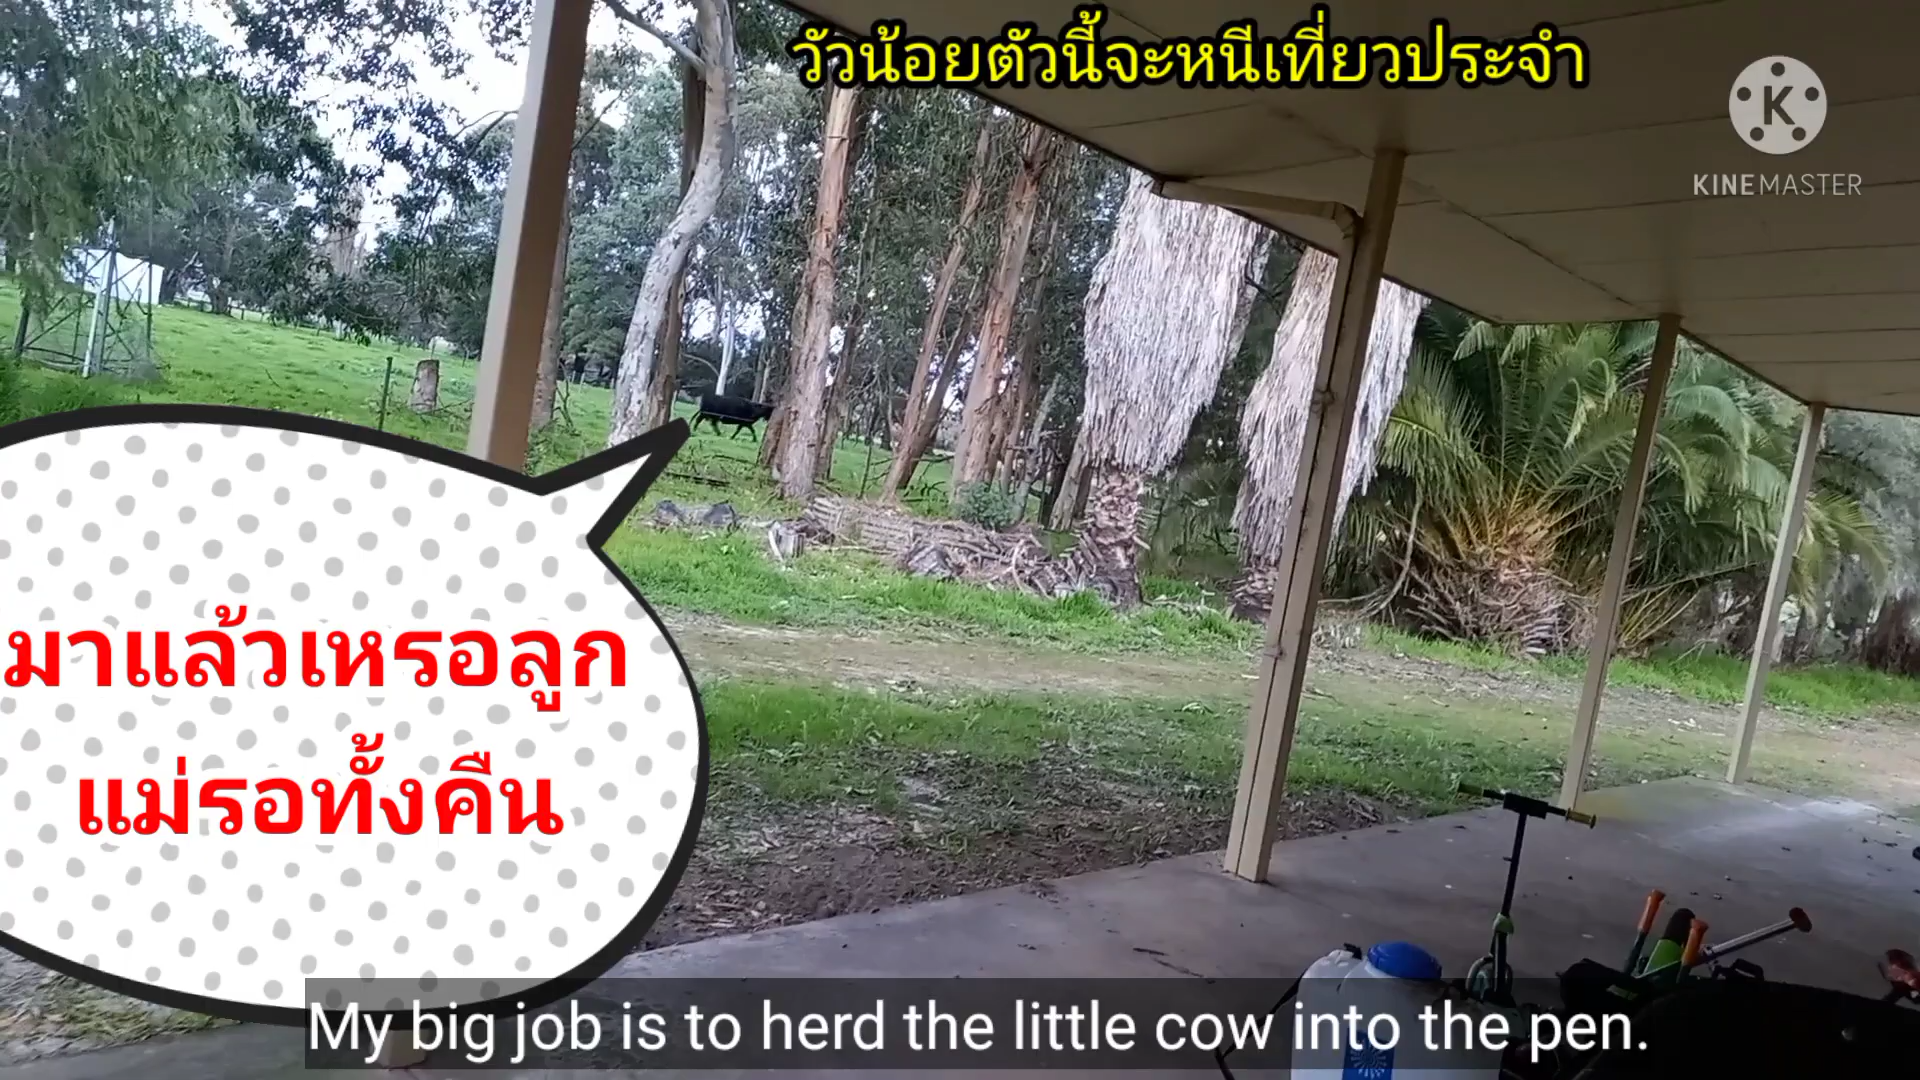 วัวน้อยตัวนี้จะหนีเที่ยวประจำ
K
KINEMASTER
มาแล้วเหรอลูก
แม่รอทั้งคืน
My big job is to herd the little cow into the pen.